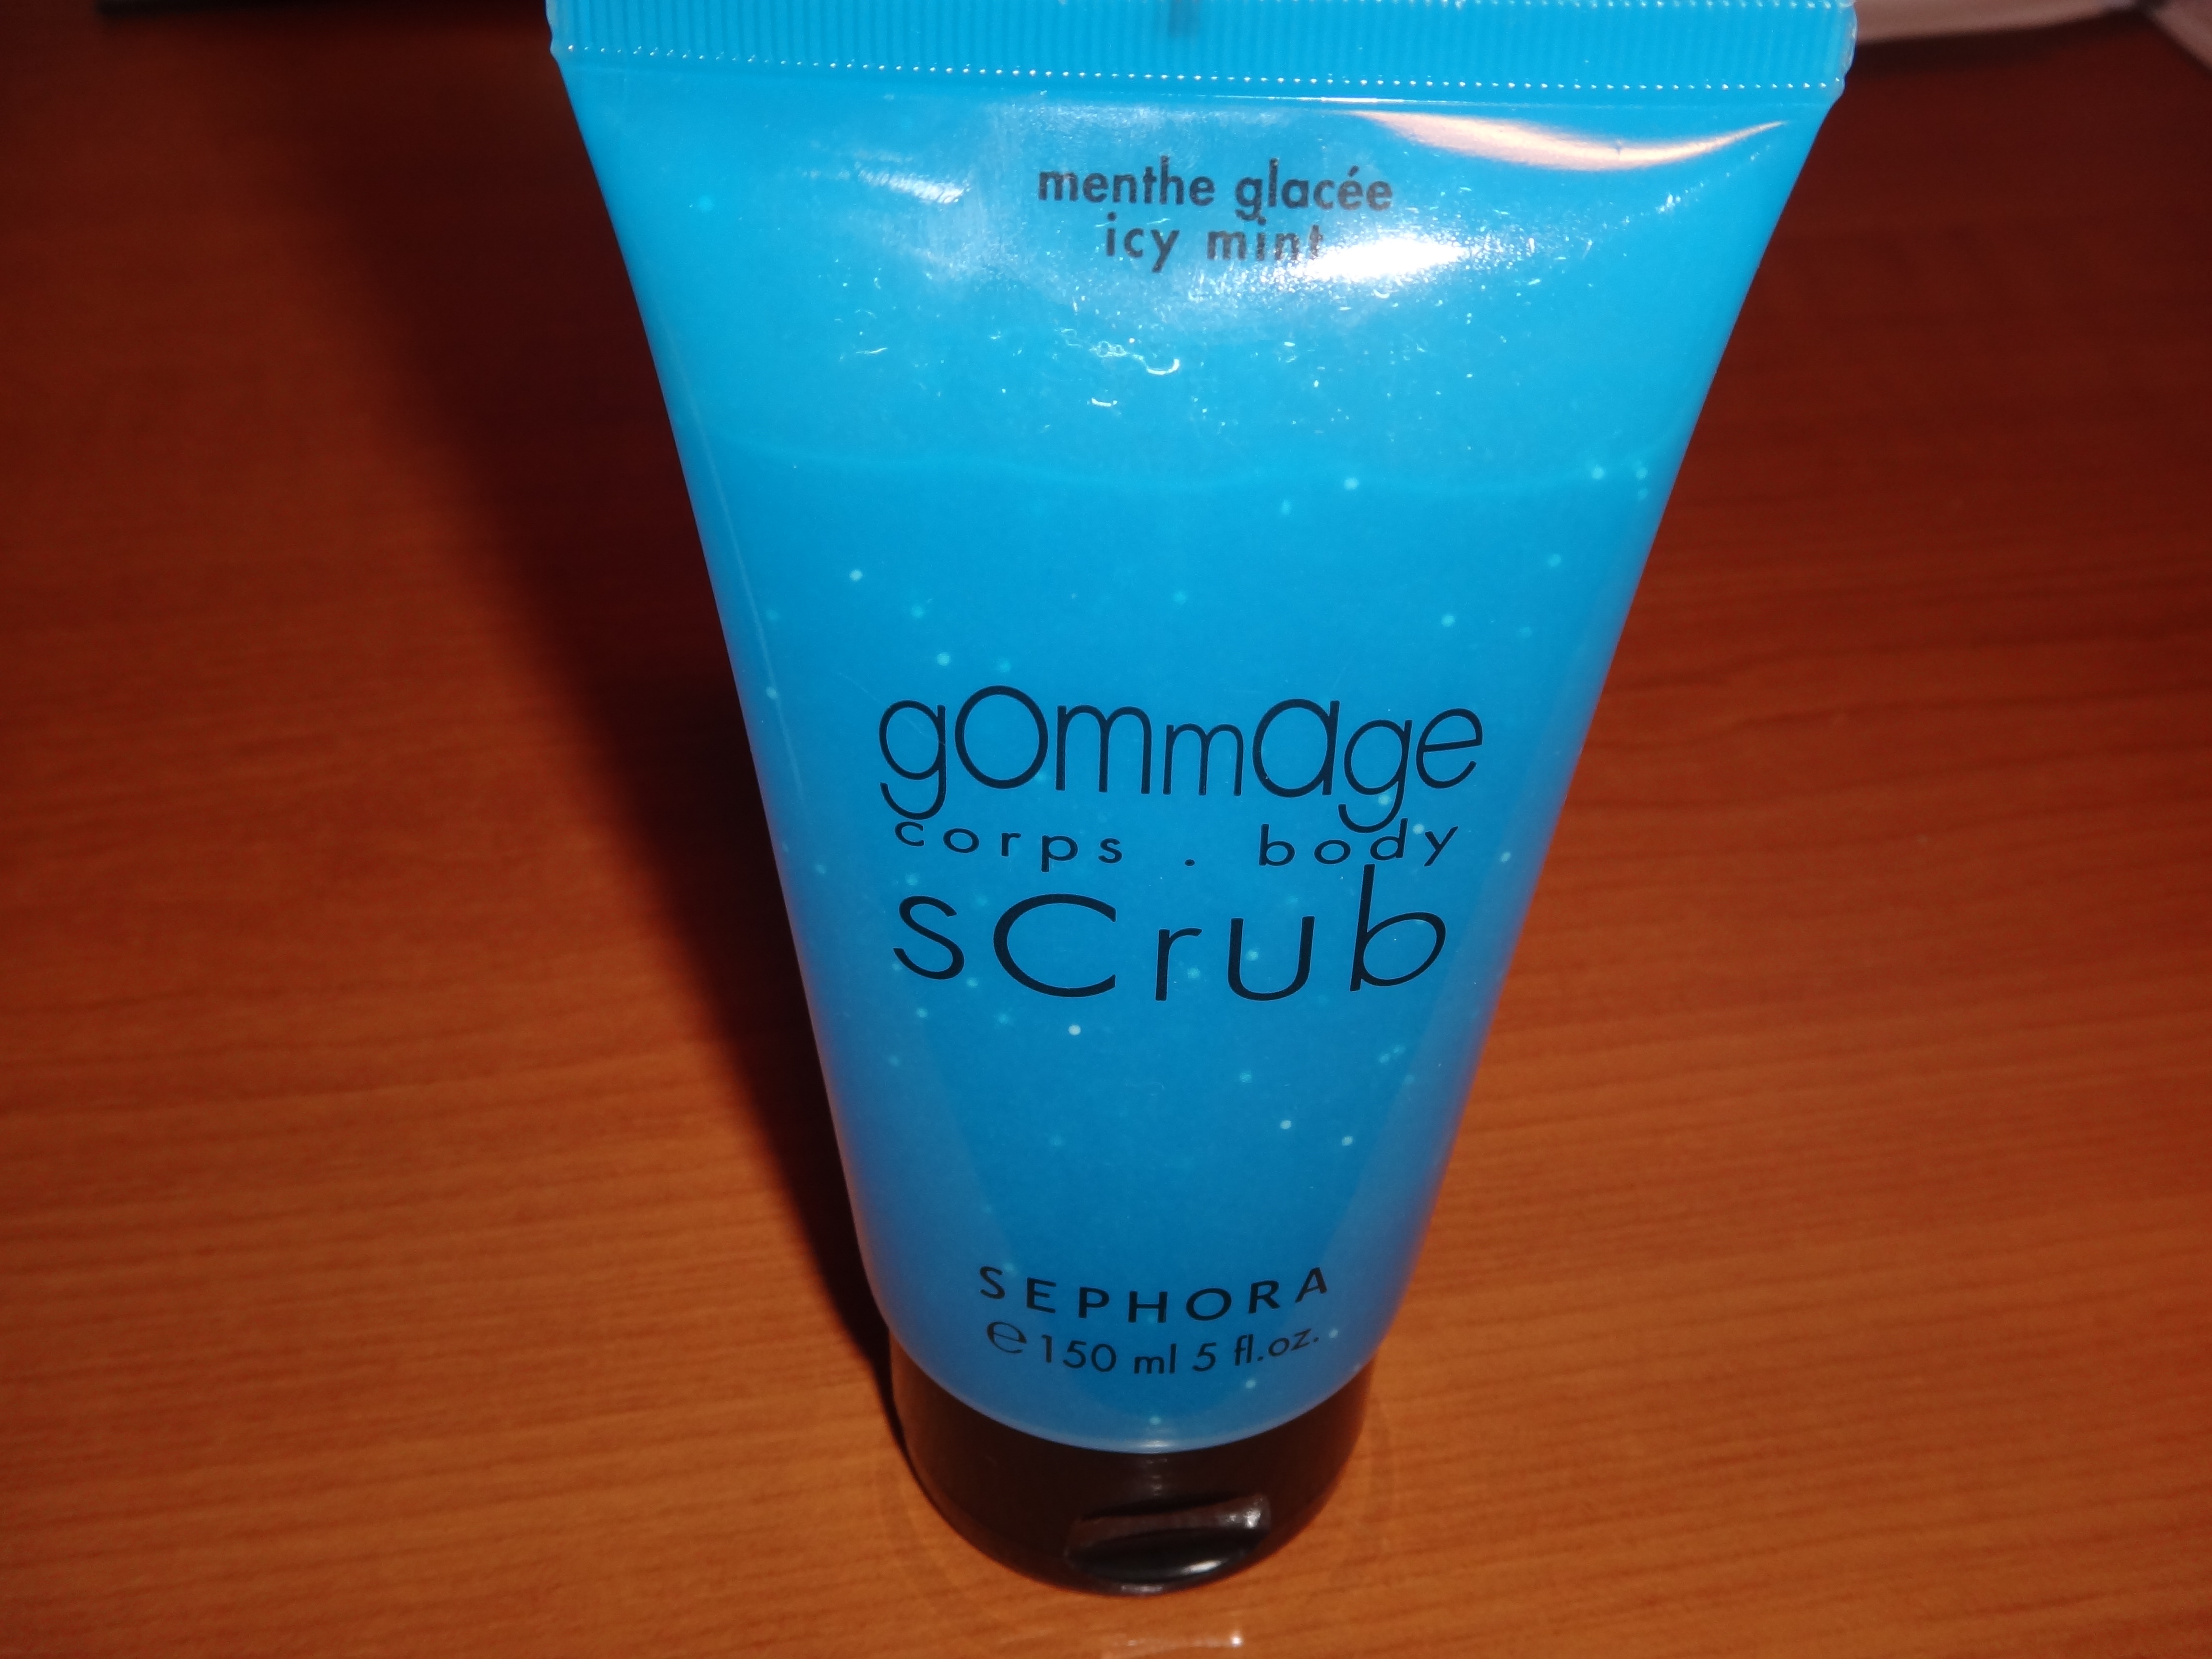 menthe glacée
icy mint
gommage
corps . body
sCrub
SEPHORA
℮ 150 ml 5 fl.oz.